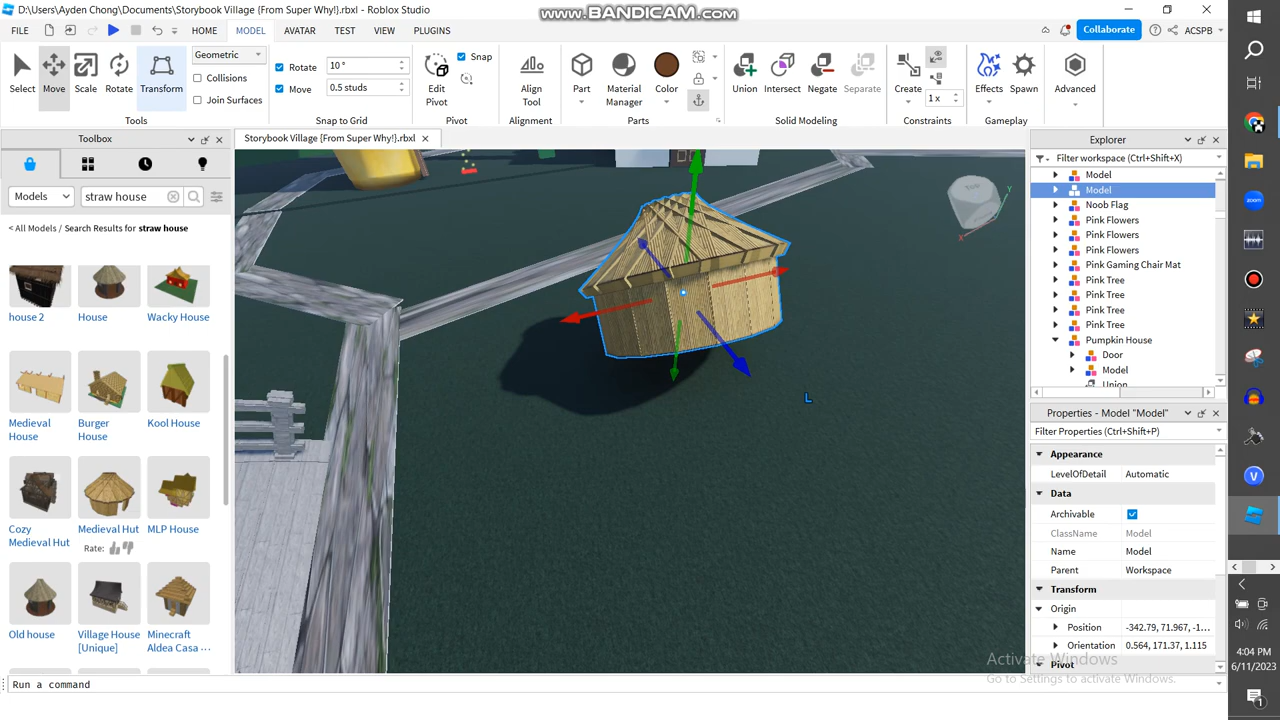 D:\Users\Ayden Chong\Documents\Storybook Village {From Super Why!}.rbxl - Roblox Studio
www.BANDICAM.com
FILE HOME MODEL AVATAR TEST VIEW PLUGINS Collaborate ACSPB
Select Move Scale Rotate Transform
Geometric
Collisions
Join Surfaces
Tools
Rotate 10 °
Move 0.5 studs
Snap to Grid
Edit Pivot
Snap
Pivot
Align Tool
Alignment
Part Material Manager Color
Parts
Union Intersect Negate Separate
Solid Modeling
Create
1 x
Constraints
Effects Spawn
Gameplay
Advanced
Toolbox
Models straw house
< All Models / Search Results for straw house
house 2 House Wacky House
Medieval House
Burger House
Kool House
Cozy Medieval Hut
Medieval Hut
Rate:
MLP House
Old house
Village House [Unique]
Minecraft Aldea Casa ...
Storybook Village {From Super Why!}.rbxl
Y
X
L
Explorer
Filter workspace (Ctrl+Shift+X)
Model
Model
Noob Flag
Pink Flowers
Pink Flowers
Pink Flowers
Pink Gaming Chair Mat
Pink Tree
Pink Tree
Pink Tree
Pink Tree
Pumpkin House
Door
Model
Union
Properties - Model "Model"
Filter Properties (Ctrl+Shift+P)
Appearance
LevelOfDetail Automatic
Data
Archivable
ClassName Model
Name Model
Parent Workspace
Transform
Origin
Position -342.79, 71.967, -1...
Orientation 0.564, 171.37, 1.115
Pivot
Activate Windows
Go to Settings to activate Windows.
Run a command
zoom
4:04 PM
6/11/2023
1